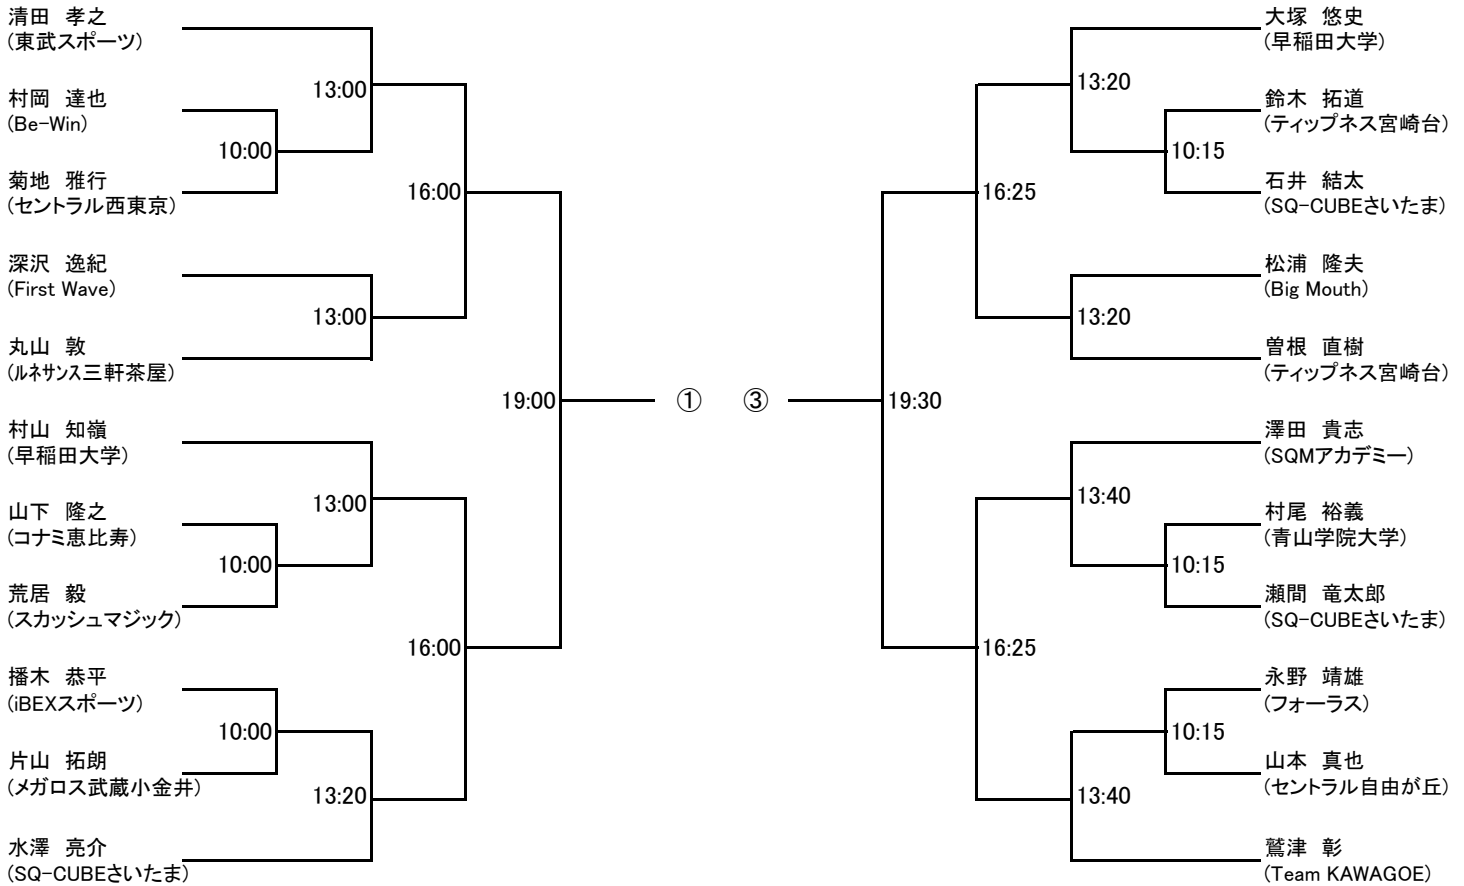 清田　孝之
(東武スポーツ)
13:00
村岡　達也
(Be-Win)
10:00
菊地　雅行
(セントラル西東京)
16:00
深沢　逸紀
(First Wave)
13:00
丸山　敦
(ﾙﾈｻﾝｽ三軒茶屋)
19:00
①
村山　知嶺
(早稲田大学)
13:00
山下　隆之
(コナミ恵比寿)
10:00
荒居　毅
(スカッシュマジック)
16:00
播木　恭平
(iBEXスポーツ)
10:00
片山　拓朗
(メガロス武蔵小金井)
13:20
水澤　亮介
(SQ-CUBEさいたま)
大塚　悠史
(早稲田大学)
13:20
鈴木　拓道
(ティップネス宮崎台)
10:15
石井　結太
(SQ-CUBEさいたま)
16:25
松浦　隆夫
(Big Mouth)
13:20
曽根　直樹
(ティップネス宮崎台)
③
19:30
澤田　貴志
(SQMアカデミー)
13:40
村尾　裕義
(青山学院大学)
10:15
瀬間　竜太郎
(SQ-CUBEさいたま)
16:25
永野　靖雄
(フォーラス)
10:15
山本　真也
(セントラル自由が丘)
13:40
鷲津　彰
(Team KAWAGOE)